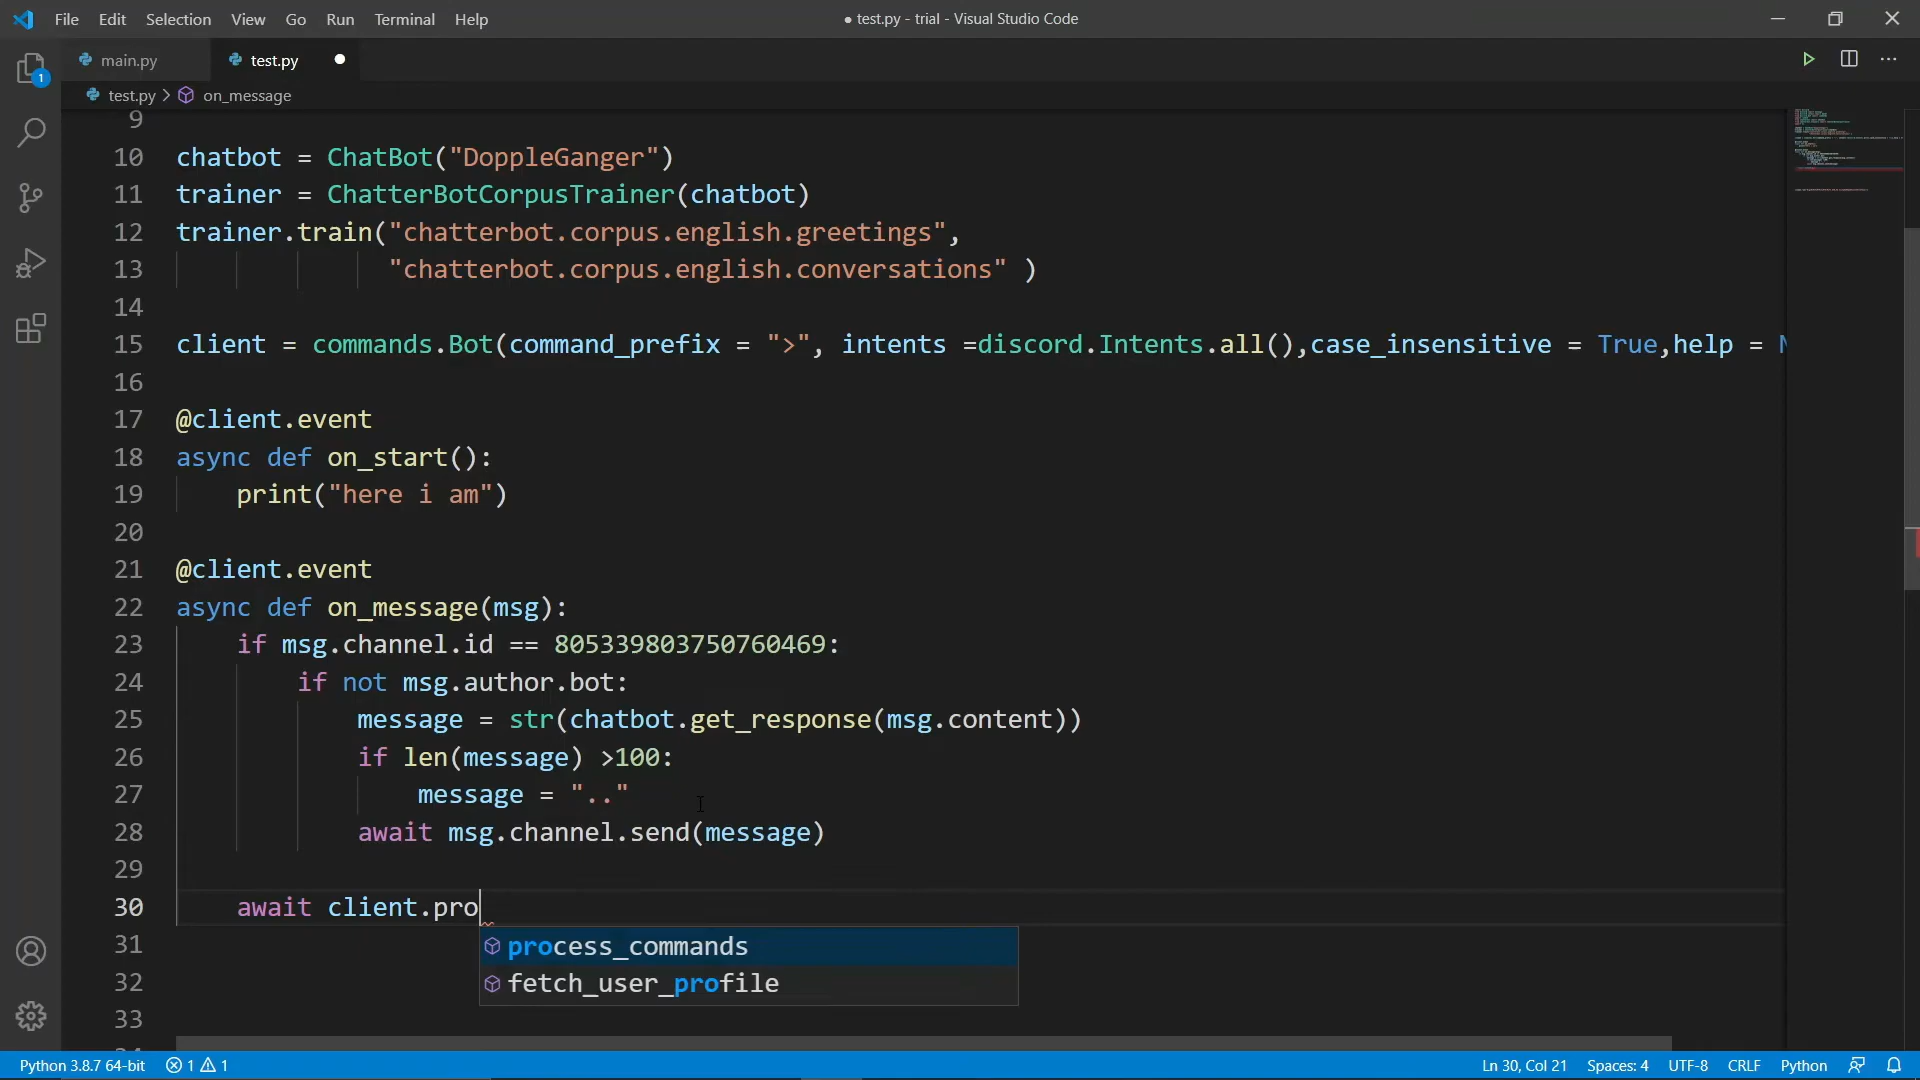 File Edit Selection View Go Run Terminal Help
● test.py - trial - Visual Studio Code
main.py
test.py ●
test.py > on_message
9
10 chatbot = ChatBot("DoppleGanger")
11 trainer = ChatterBotCorpusTrainer(chatbot)
12 trainer.train("chatterbot.corpus.english.greetings",
13 "chatterbot.corpus.english.conversations" )
14
15 client = commands.Bot(command_prefix = ">", intents =discord.Intents.all(),case_insensitive = True,help = N
16
17 @client.event
18 async def on_start():
19 print("here i am")
20
21 @client.event
22 async def on_message(msg):
23 if msg.channel.id == 805339803750760469:
24 if not msg.author.bot:
25 message = str(chatbot.get_response(msg.content))
26 if len(message) >100:
27 message = ".."
28 await msg.channel.send(message)
29
30 await client.pro
process_commands
fetch_user_profile
31
32
33
1
Python 3.8.7 64-bit 1 1
Ln 30, Col 21 Spaces: 4 UTF-8 CRLF Python